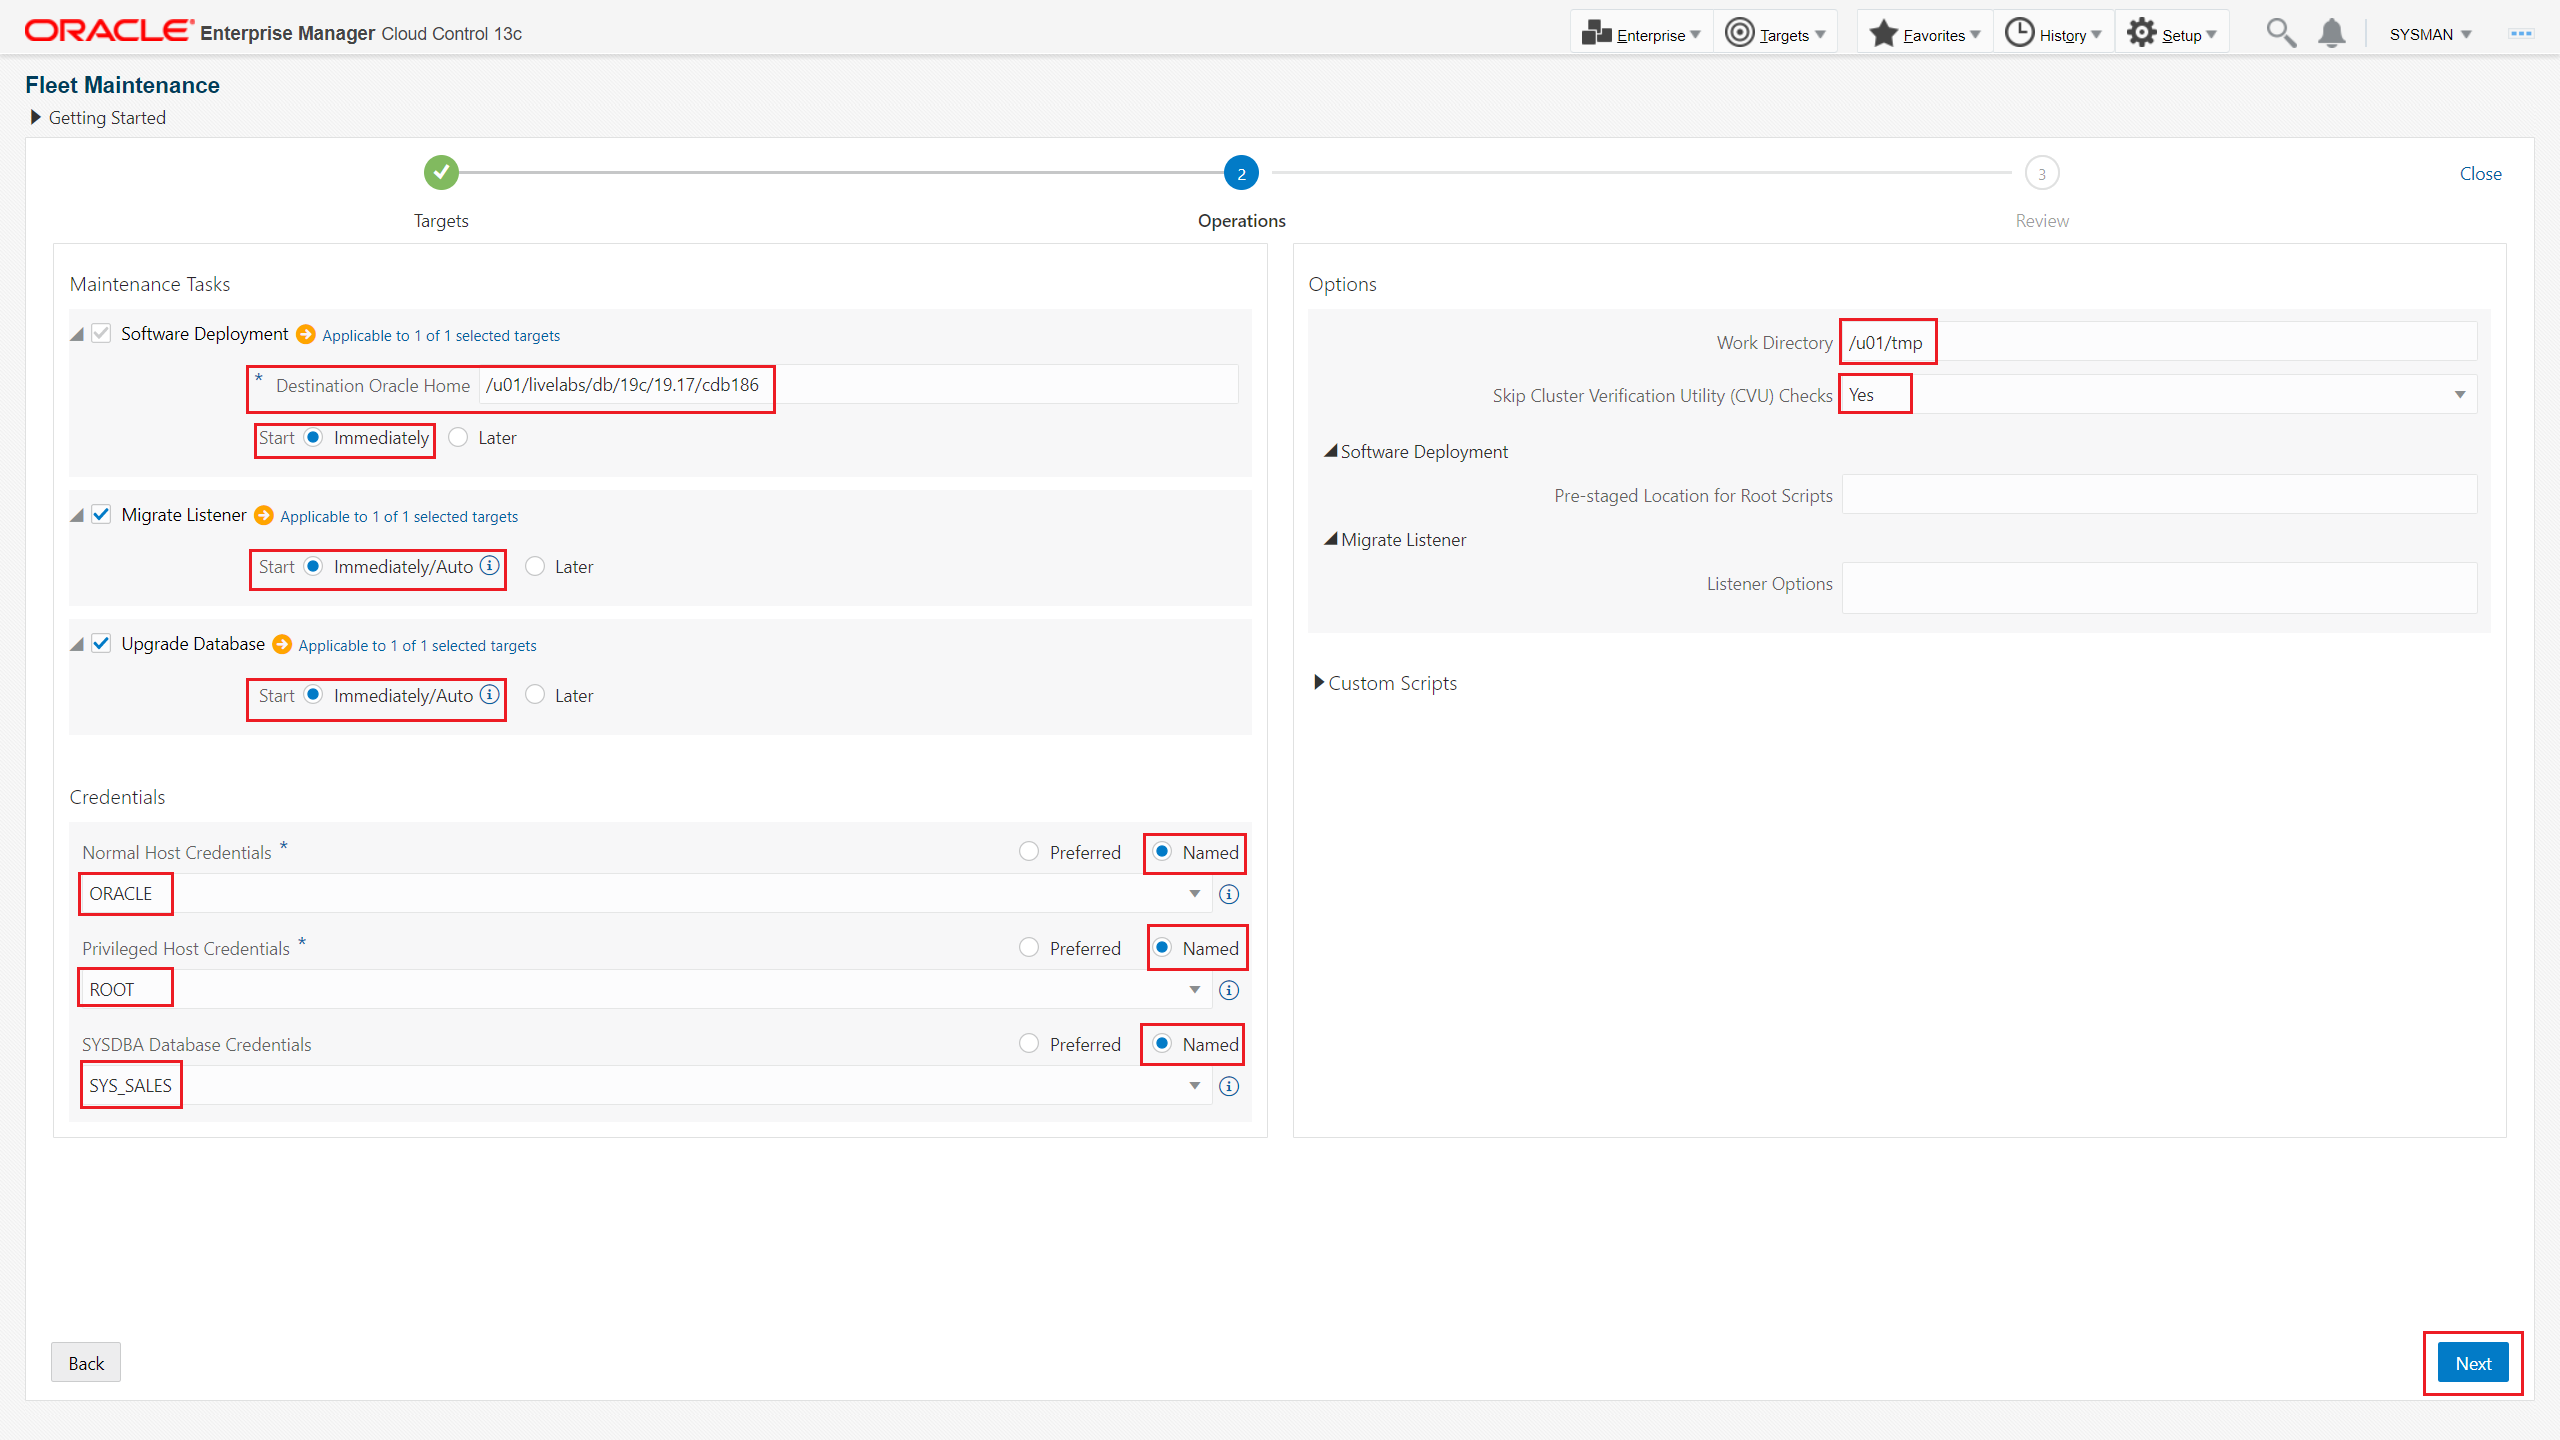 ORACLE Enterprise Manager Cloud Control 13c
Enterprise Targets Favorites History Setup SYSMAN
Fleet Maintenance
Getting Started
2 3 Close
Targets Operations Review
Maintenance Tasks
Software Deployment Applicable to 1 of 1 selected targets
* Destination Oracle Home /u01/livelabs/db/19c/19.17/cdb186
Start Immediately Later
Migrate Listener Applicable to 1 of 1 selected targets
Start Immediately/Auto Later
Upgrade Database Applicable to 1 of 1 selected targets
Start Immediately/Auto Later
Credentials
Normal Host Credentials * Preferred Named
ORACLE
Privileged Host Credentials * Preferred Named
ROOT
SYSDBA Database Credentials Preferred Named
SYS_SALES
Options
Work Directory /u01/tmp
Skip Cluster Verification Utility (CVU) Checks Yes
Software Deployment
Pre-staged Location for Root Scripts
Migrate Listener
Listener Options
Custom Scripts
Back Next